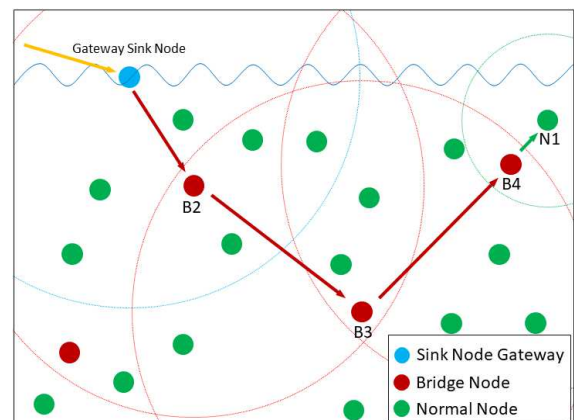 Gateway Sink Node
N1
B4
B2
B3
Sink Node Gateway
Bridge Node
Normal Node